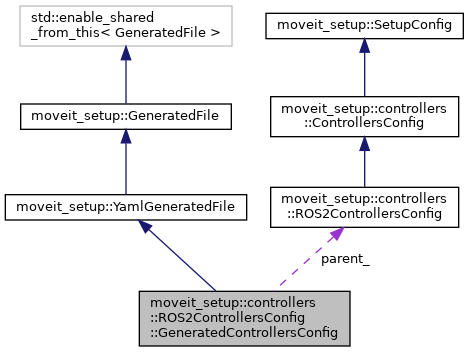 std::enable_shared
_from_this< GeneratedFile >
moveit_setup::SetupConfig
moveit_setup::GeneratedFile
moveit_setup::controllers
::ControllersConfig
moveit_setup::YamlGeneratedFile
moveit_setup::controllers
::ROS2ControllersConfig
parent_
moveit_setup::controllers
::ROS2ControllersConfig
::GeneratedControllersConfig